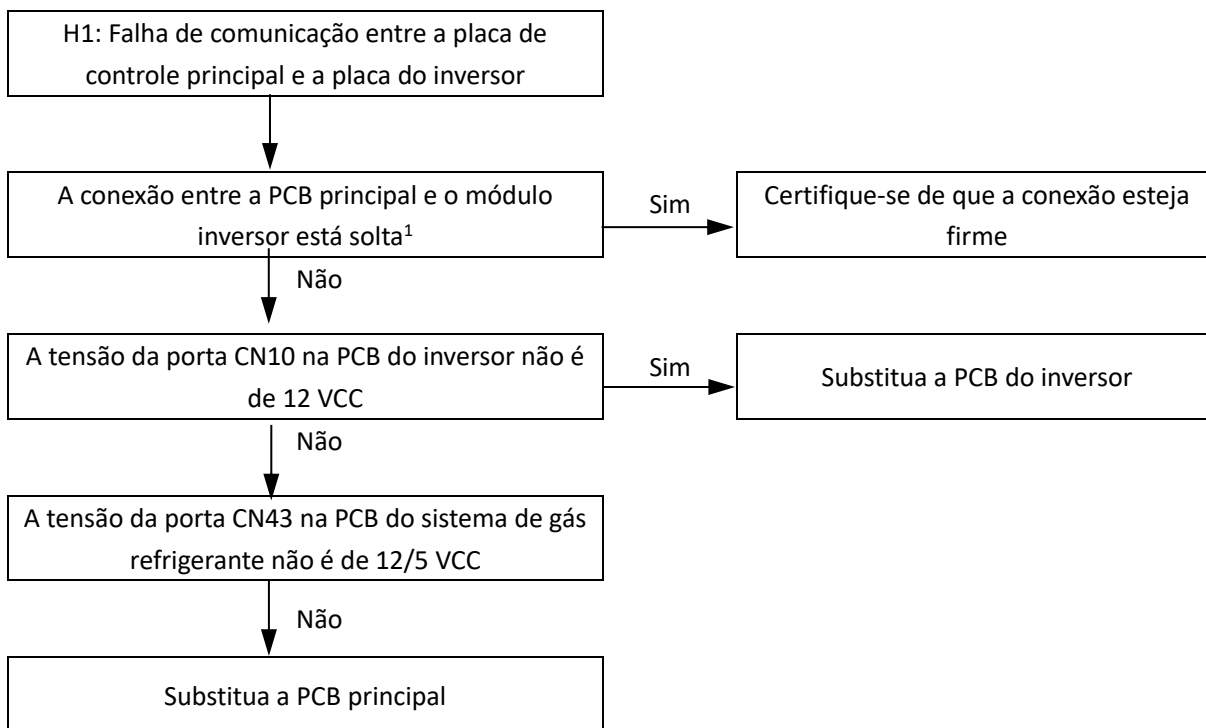 H1: Falha de comunicação entre a placa de
controle principal e a placa do inversor
A conexão entre a PCB principal e o módulo
inversor está solta¹
Sim
Certifique-se de que a conexão esteja
firme
Não
A tensão da porta CN10 na PCB do inversor não é
de 12 VCC
Sim
Substitua a PCB do inversor
Não
A tensão da porta CN43 na PCB do sistema de gás
refrigerante não é de 12/5 VCC
Não
Substitua a PCB principal